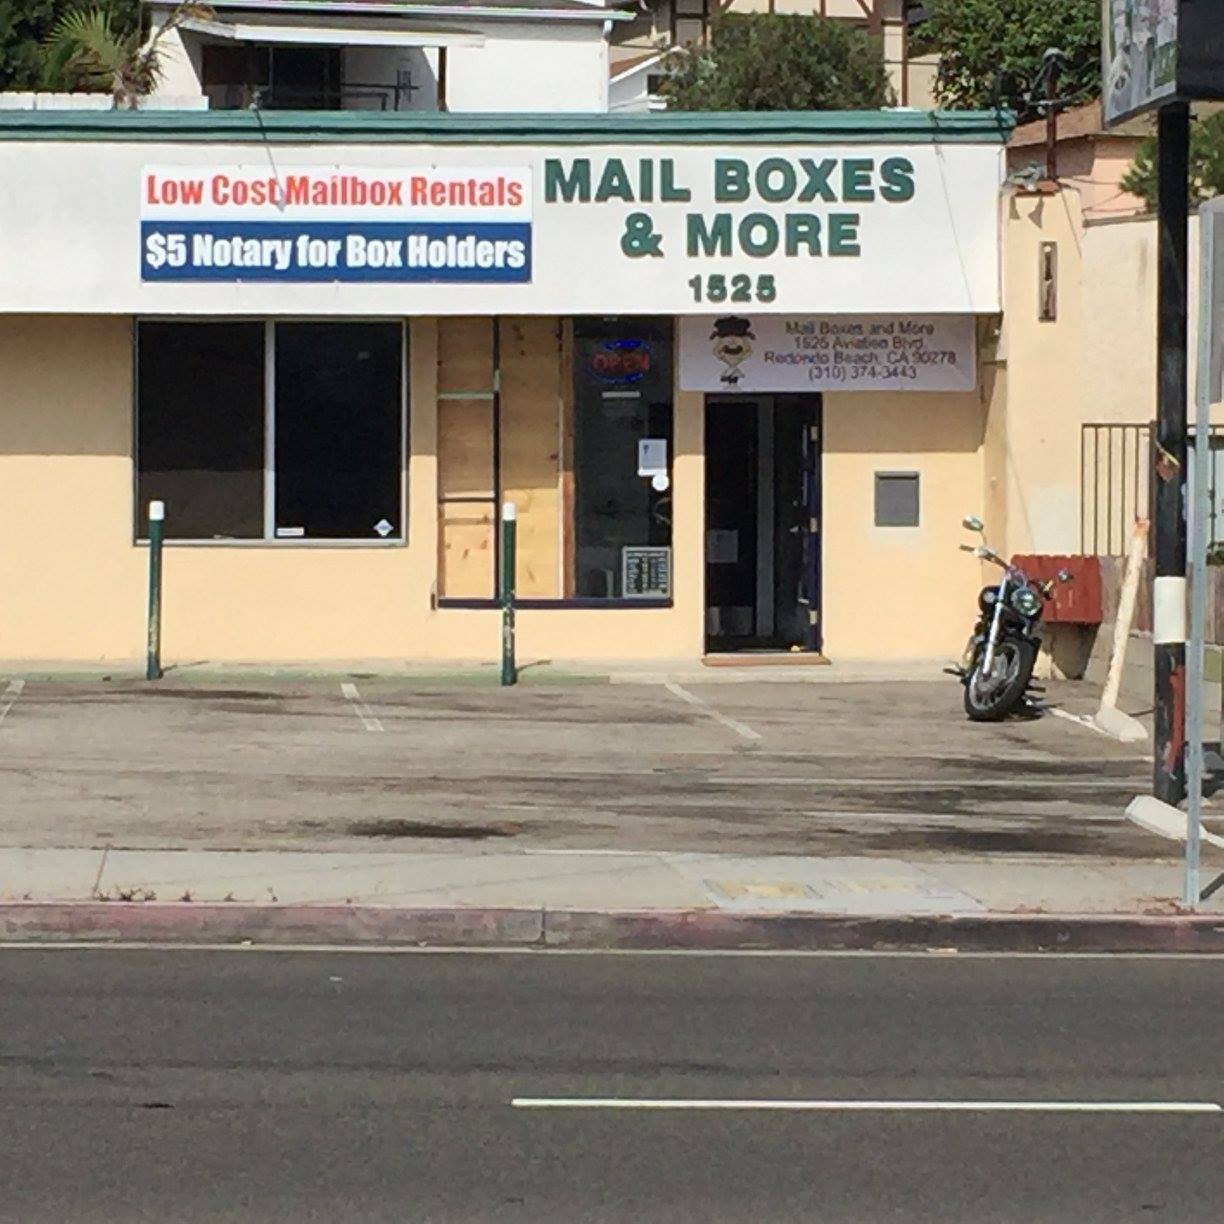 Low Cost Mailbox Rentals
$5 Notary for Box Holders
MAIL BOXES
& MORE
1525
OPEN
Mail Boxes and More
1525 Aviation Blvd.
Redondo Beach, CA 90278
(310) 374-3443